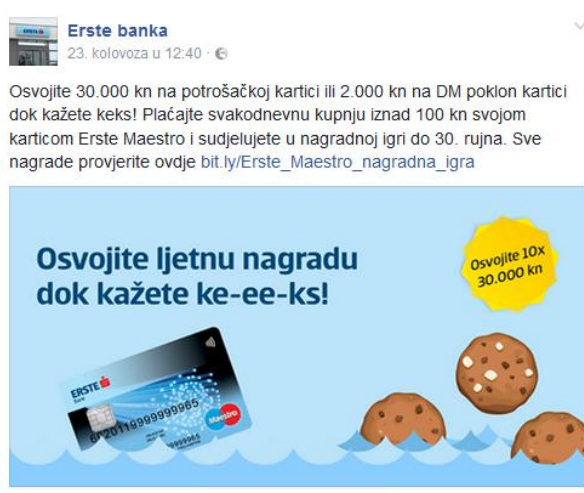 Erste banka
23. kolovoza u 12:40
Osvojite 30.000 kn na potrošačkoj kartici ili 2.000 kn na DM poklon kartici
dok kažete keks! Plaćajte svakodnevnu kupnju iznad 100 kn svojom
karticom Erste Maestro i sudjelujete u nagradnoj igri do 30. rujna. Sve
nagrade provjerite ovdje bit.ly/Erste_Maestro_nagradna_igra
Osvojite ljetnu nagradu
dok kažete ke-ee-ks!
Osvojite 10x
30.000 kn
ERSTE
Bank
Maestro